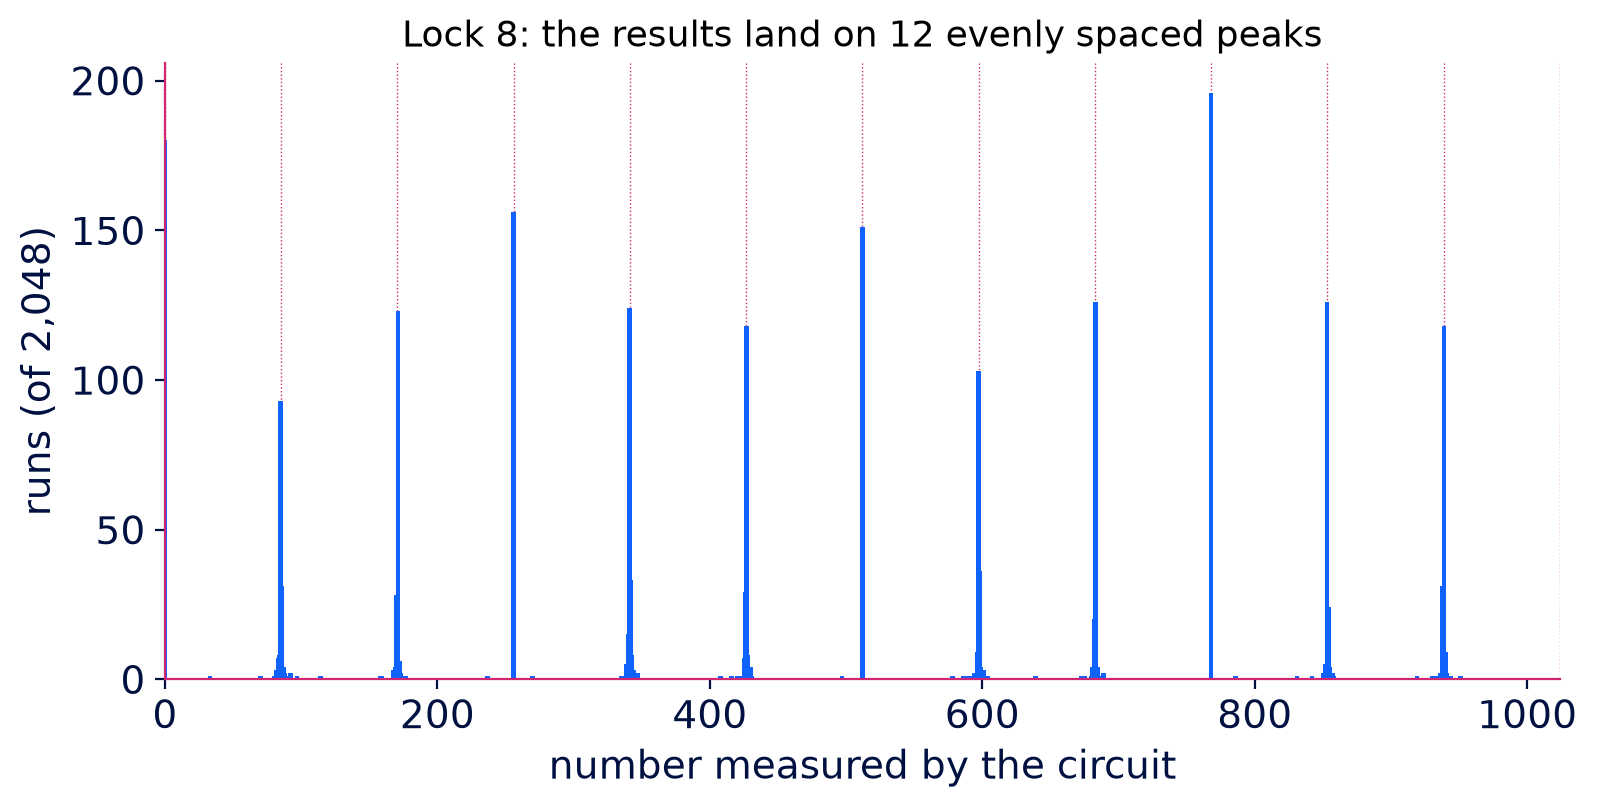 Lock 8: the results land on 12 evenly spaced peaks
200
150
100
50
0
runs (of 2,048)
0 200 400 600 800 1000
number measured by the circuit